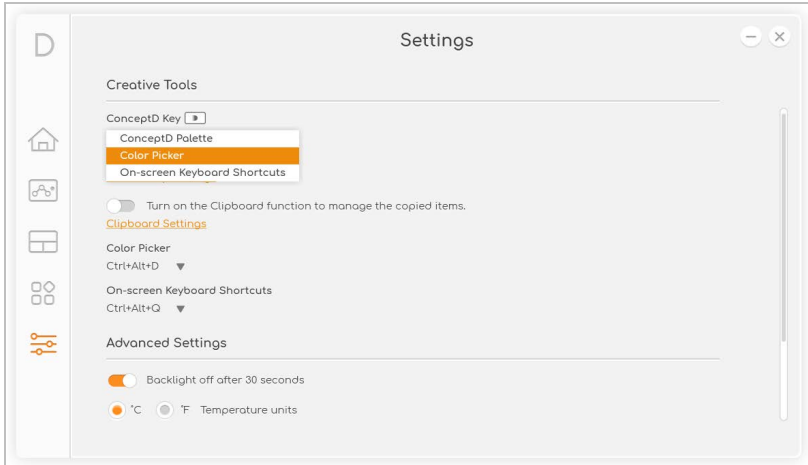 Settings
Creative Tools
ConceptD Key
ConceptD Palette
Color Picker
On-screen Keyboard Shortcuts
Turn on the Clipboard function to manage the copied items.
Clipboard Settings
Color Picker
Ctrl+Alt+D
On-screen Keyboard Shortcuts
Ctrl+Alt+Q
Advanced Settings
Backlight off after 30 seconds
°C °F Temperature units